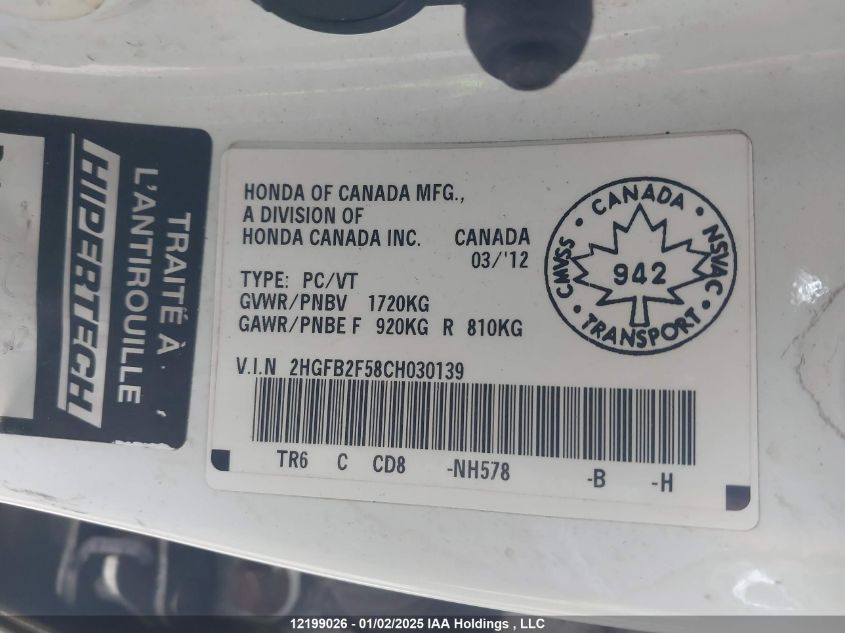 TRAITÉ À
L'ANTIROUILLE
HIPERTECH
HONDA OF CANADA MFG.,
A DIVISION OF
HONDA CANADA INC. CANADA
03/'12
TYPE: PC/VT
GVWR/PNBV 1720KG
GAWR/PNBE F 920KG R 810KG
V.I.N 2HGFB2F58CH030139
TR6 C CD8 -NH578 -B -H
CANADA
CMVSS
NSVAC
942
TRANSPORT
12199026 - 01/02/2025 IAA Holdings , LLC